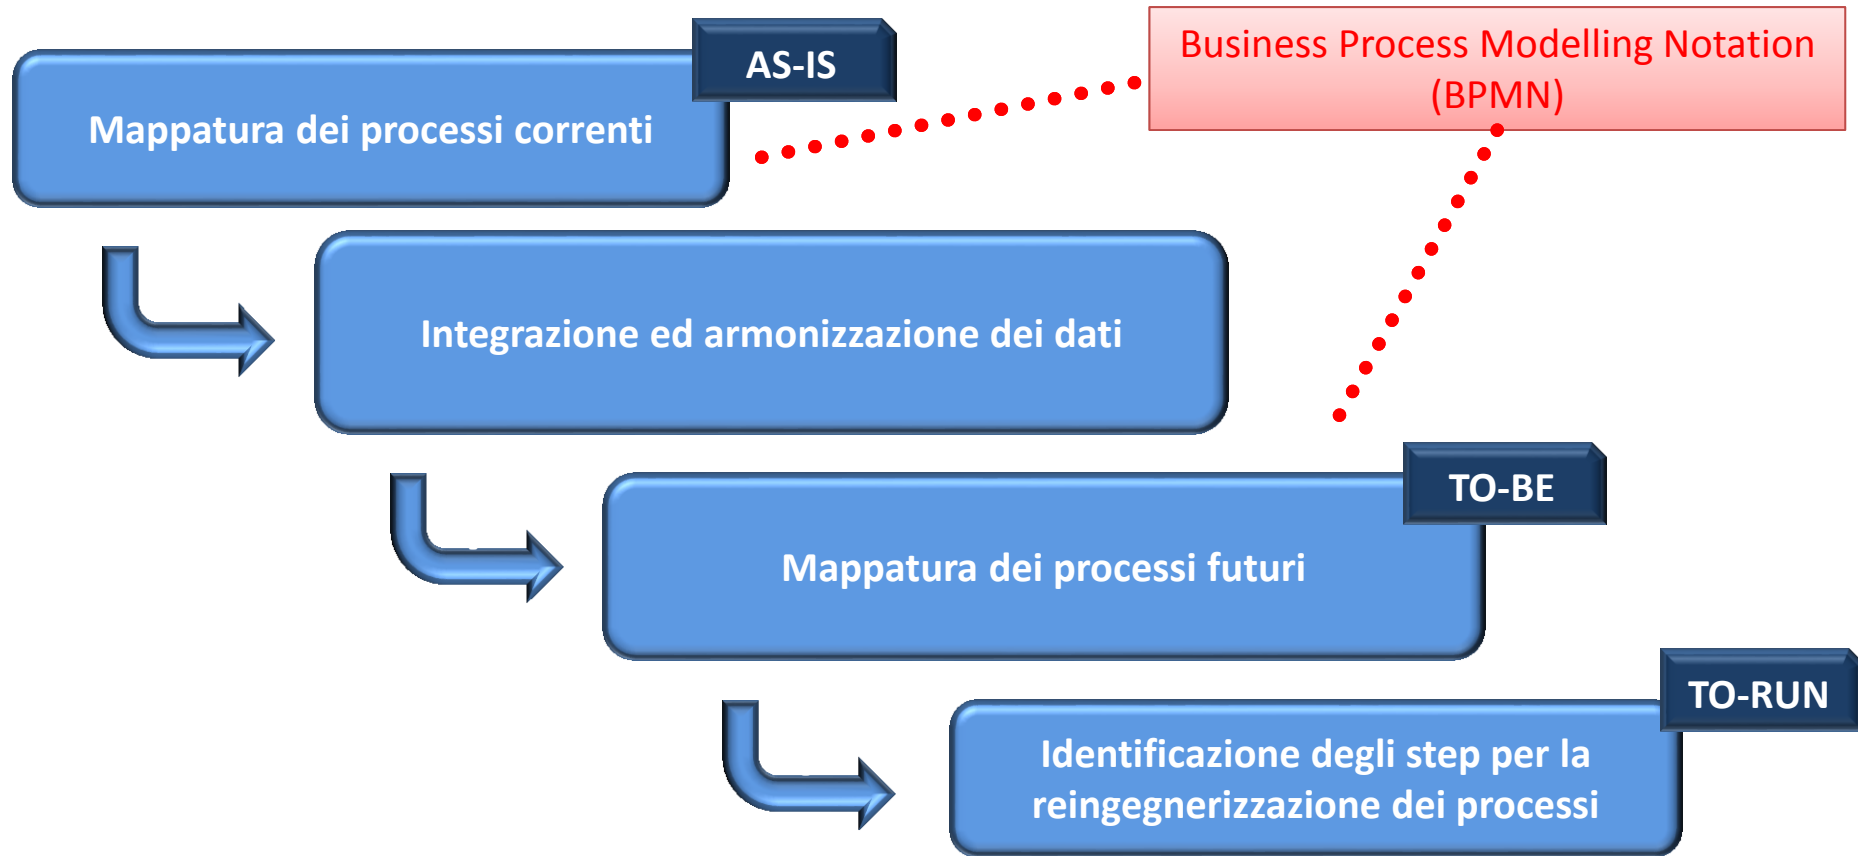 AS-IS
Business Process Modelling Notation
(BPMN)
Mappatura dei processi correnti
Integrazione ed armonizzazione dei dati
TO-BE
Mappatura dei processi futuri
TO-RUN
Identificazione degli step per la
reingegnerizzazione dei processi